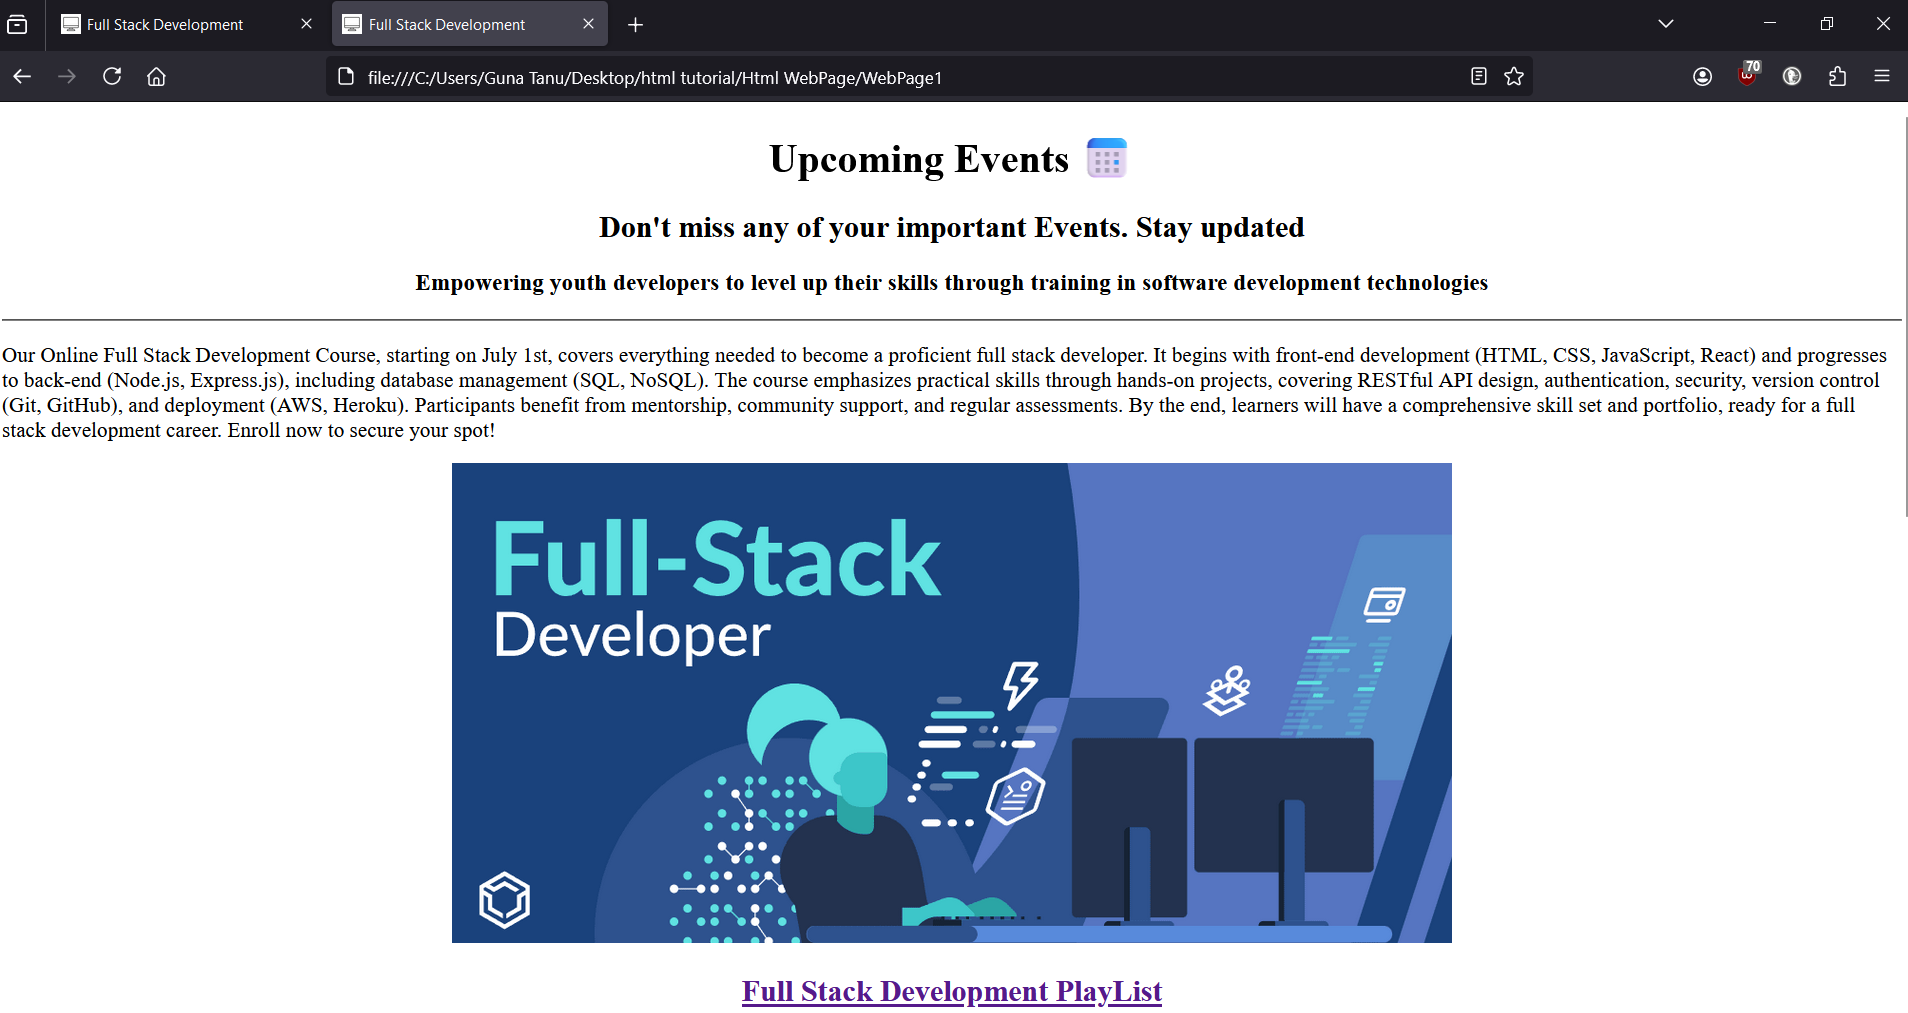 Full Stack Development
Full Stack Development
file:///C:/Users/Guna Tanu/Desktop/html tutorial/Html WebPage/WebPage1
70
Upcoming Events
Don't miss any of your important Events. Stay updated
Empowering youth developers to level up their skills through training in software development technologies
Our Online Full Stack Development Course, starting on July 1st, covers everything needed to become a proficient full stack developer. It begins with front-end development (HTML, CSS, JavaScript, React) and progresses
to back-end (Node.js, Express.js), including database management (SQL, NoSQL). The course emphasizes practical skills through hands-on projects, covering RESTful API design, authentication, security, version control
(Git, GitHub), and deployment (AWS, Heroku). Participants benefit from mentorship, community support, and regular assessments. By the end, learners will have a comprehensive skill set and portfolio, ready for a full
stack development career. Enroll now to secure your spot!
Full-Stack
Developer
Full Stack Development PlayList